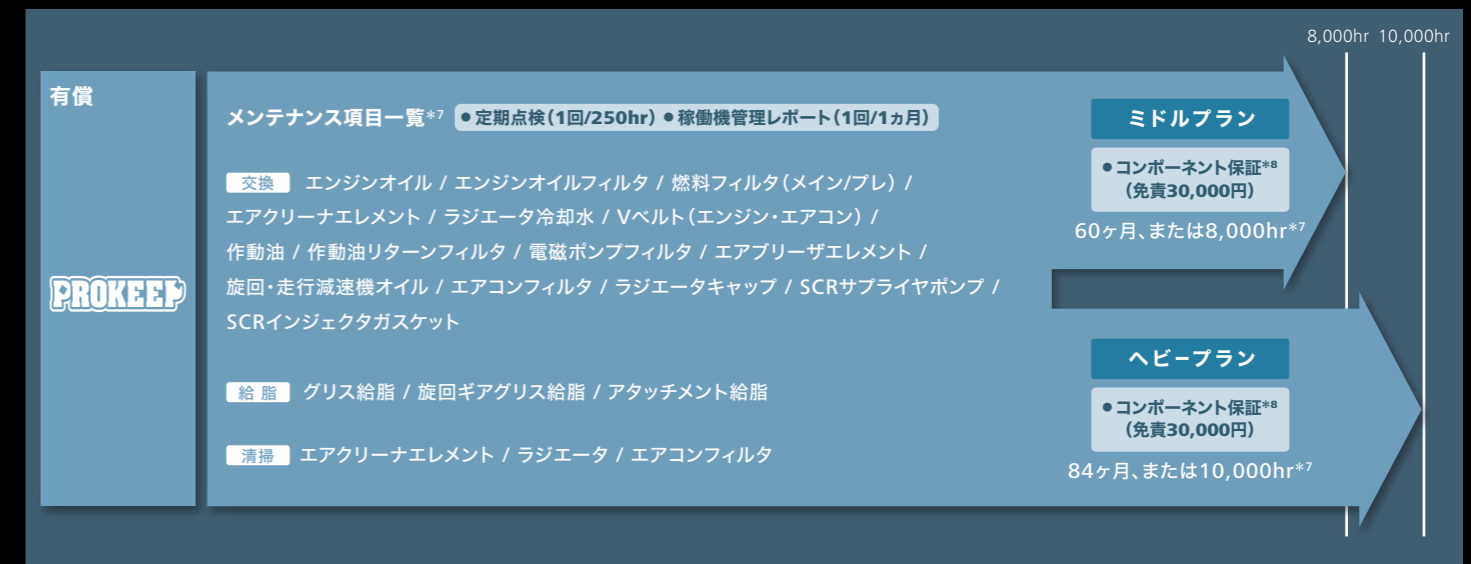 8,000hr 10,000hr
有償
メンテナンス項目一覧*7 ●定期点検(1回/250hr) ●稼働機管理レポート(1回/1ヵ月)
交換 エンジンオイル / エンジンオイルフィルタ / 燃料フィルタ(メイン/プレ) /
エアクリーナエレメント / ラジエータ冷却水 / Vベルト(エンジン・エアコン) /
作動油 / 作動油リターンフィルタ / 電磁ポンプフィルタ / エアブリーザエレメント /
旋回・走行減速機オイル / エアコンフィルタ / ラジエータキャップ / SCRサプライヤポンプ /
SCRインジェクタガスケット
給脂 グリス給脂 / 旋回ギアグリス給脂 / アタッチメント給脂
清掃 エアクリーナエレメント / ラジエータ / エアコンフィルタ
PROKEEP
ミドルプラン
●コンポーネント保証*8
(免責30,000円)
60ヶ月、または8,000hr*7
ヘビープラン
●コンポーネント保証*8
(免責30,000円)
84ヶ月、または10,000hr*7